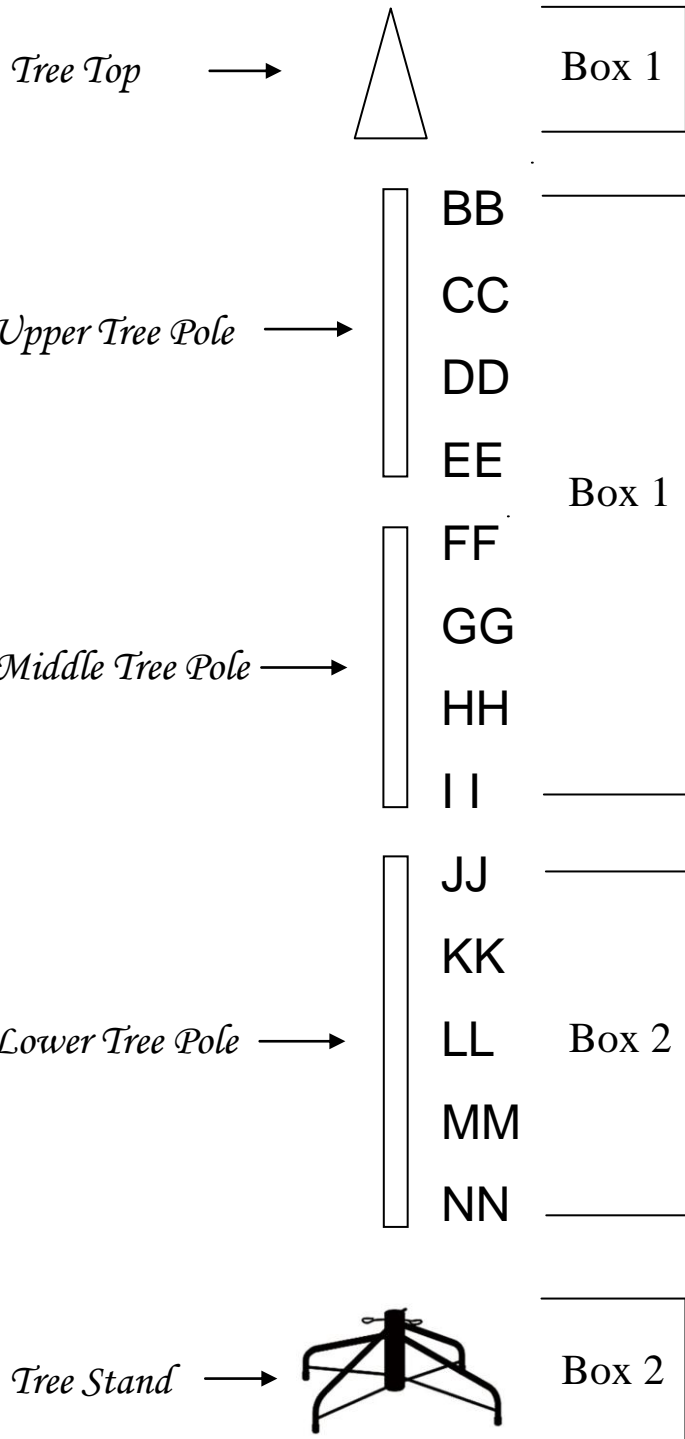 Tree Top
Box 1
BB
CC
Upper Tree Pole
DD
EE
Box 1
FF
GG
Middle Tree Pole
HH
I I
JJ
KK
Lower Tree Pole
LL
Box 2
MM
NN
Tree Stand
Box 2